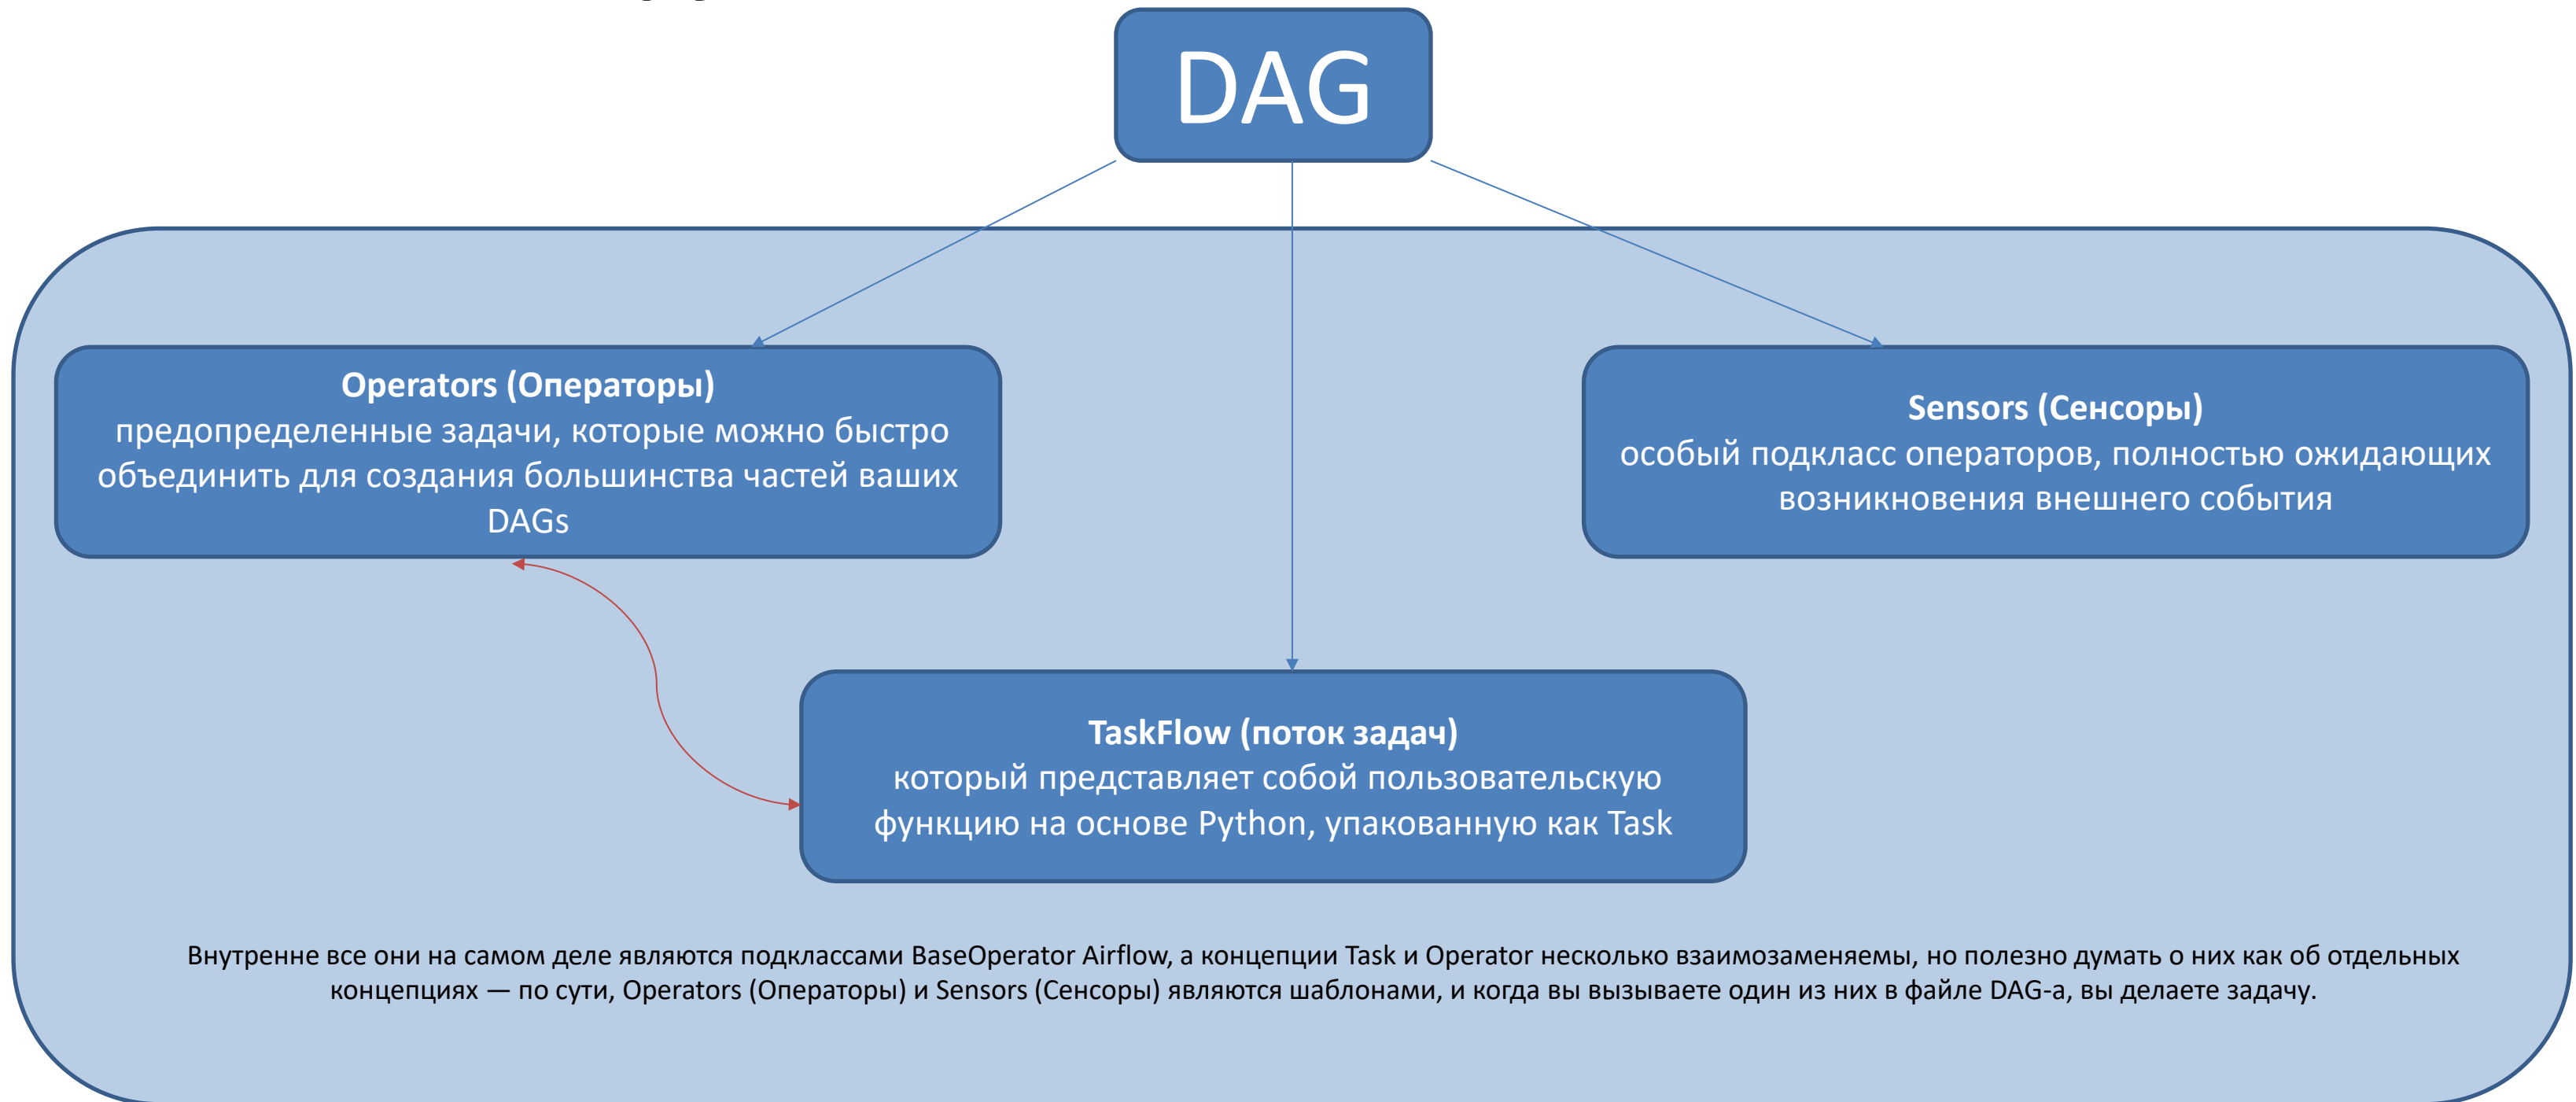 DAG
Operators (Операторы)
предопределенные задачи, которые можно быстро
объединить для создания большинства частей ваших
DAGs
Sensors (Сенсоры)
особый подкласс операторов, полностью ожидающих
возникновения внешнего события
TaskFlow (поток задач)
который представляет собой пользовательскую
функцию на основе Python, упакованную как Task
Внутренне все они на самом деле являются подклассами BaseOperator Airflow, а концепции Task и Operator несколько взаимозаменяемы, но полезно думать о них как об отдельных
концепциях — по сути, Operators (Операторы) и Sensors (Сенсоры) являются шаблонами, и когда вы вызываете один из них в файле DAG-а, вы делаете задачу.